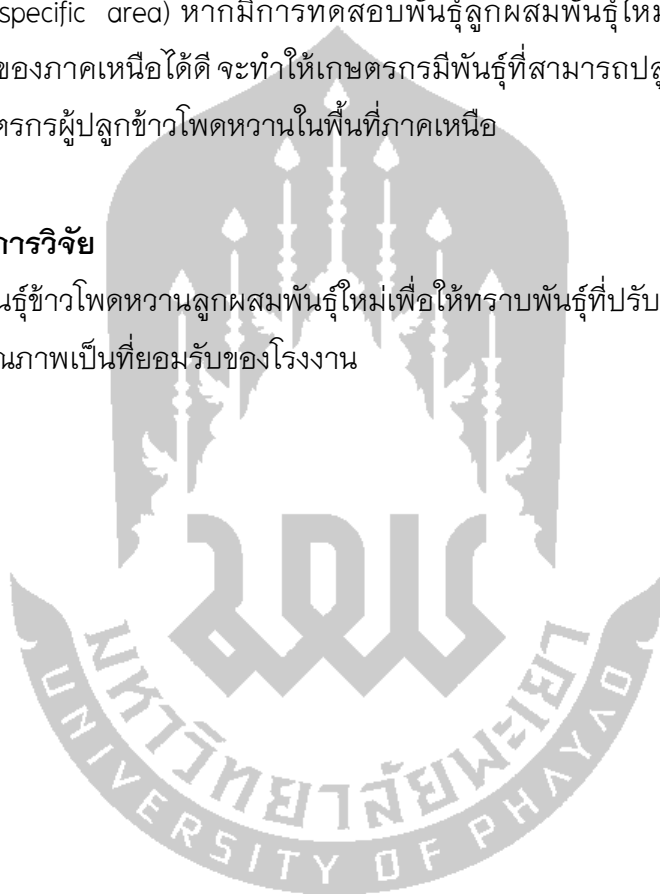 specific area) หากมีการทดสอบพันธุ์ลูกผสมพันธุ์ใหม่
ของภาคเหนือได้ดี จะทำให้เกษตรกรมีพันธุ์ที่สามารถปลู
ตรกรผู้ปลูกข้าวโพดหวานในพื้นที่ภาคเหนือ
การวิจัย
นธุ์ข้าวโพดหวานลูกผสมพันธุ์ใหม่เพื่อให้ทราบพันธุ์ที่ปรับ
ณภาพเป็นที่ยอมรับของโรงงาน
มหาวิทยาลัยพะเยา
UNIVERSITY OF PHAYAO